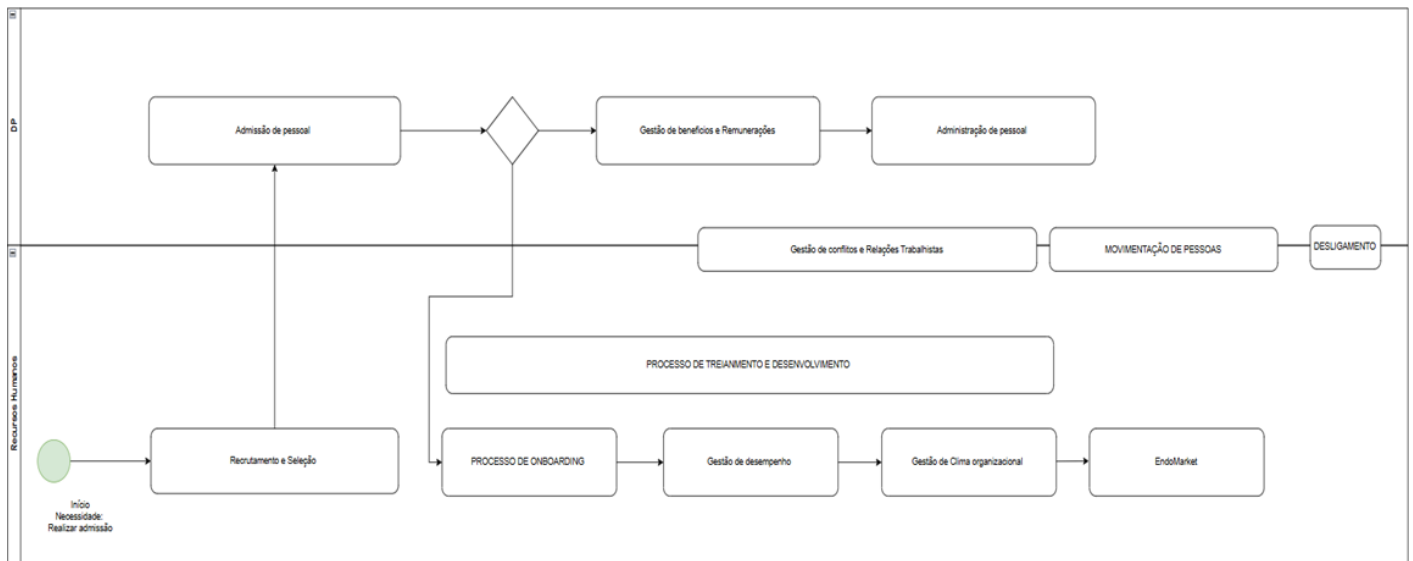 DP
Admissão de pessoal
Gestão de beneficios e Remunerações
Administração de pessoal
Gestão de conflitos e Relações Trabalhistas
MOVIMENTAÇÃO DE PESSOAS
DESLIGAMENTO
Recursos Humanos
PROCESSO DE TREIANMENTO E DESENVOLVIMENTO
Recrutamento e Seleção
PROCESSO DE ONBOARDING
Gestão de desempenho
Gestão de Clima organizacional
EndoMarket
Início
Necessidade:
Realizar admissão